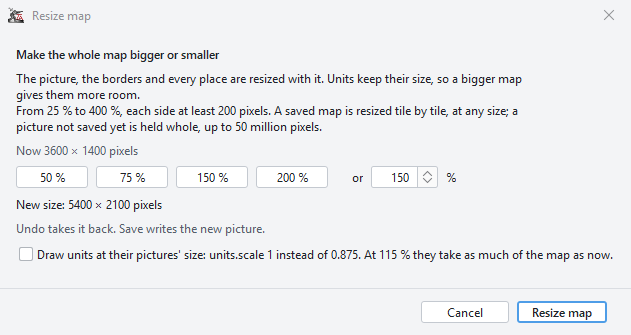 Resize map
Make the whole map bigger or smaller
The picture, the borders and every place are resized with it. Units keep their size, so a bigger map
gives them more room.
From 25 % to 400 %, each side at least 200 pixels. A saved map is resized tile by tile, at any size; a
picture not saved yet is held whole, up to 50 million pixels.
Now 3600 × 1400 pixels
50 % 75 % 150 % 200 % or 150 %
New size: 5400 × 2100 pixels
Undo takes it back. Save writes the new picture.
Draw units at their pictures' size: units.scale 1 instead of 0.875. At 115 % they take as much of the map as now.
Cancel Resize map